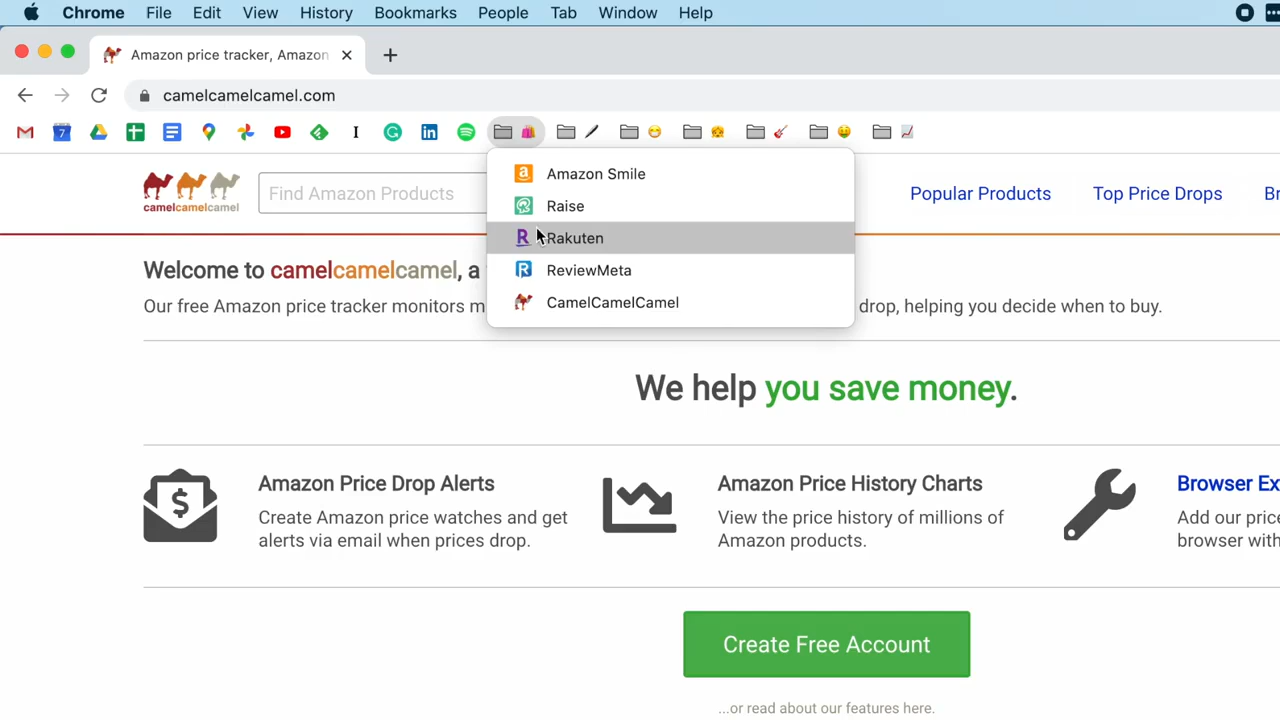 Chrome File Edit View History Bookmarks People Tab Window Help
Amazon price tracker, Amazon
camelcamelcamel.com
7
Amazon Smile
Raise
Rakuten
ReviewMeta
CamelCamelCamel
camelcamelcamel
Find Amazon Products
Popular Products Top Price Drops Br
Welcome to camelcamelcamel, a
Our free Amazon price tracker monitors m drop, helping you decide when to buy.
We help you save money.
Amazon Price Drop Alerts
Create Amazon price watches and get
alerts via email when prices drop.
Amazon Price History Charts
View the price history of millions of
Amazon products.
Browser Ex
Add our price
browser with
Create Free Account
...or read about our features here.